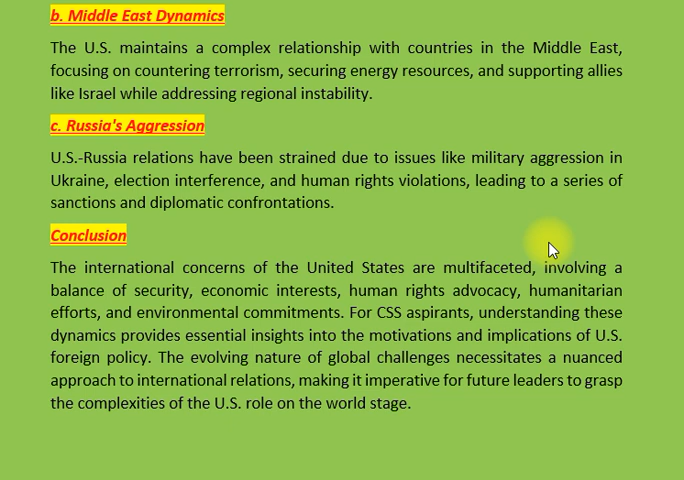 b. Middle East Dynamics
The U.S. maintains a complex relationship with countries in the Middle East,
focusing on countering terrorism, securing energy resources, and supporting allies
like Israel while addressing regional instability.
c. Russia's Aggression
U.S.-Russia relations have been strained due to issues like military aggression in
Ukraine, election interference, and human rights violations, leading to a series of
sanctions and diplomatic confrontations.
Conclusion
The international concerns of the United States are multifaceted, involving a
balance of security, economic interests, human rights advocacy, humanitarian
efforts, and environmental commitments. For CSS aspirants, understanding these
dynamics provides essential insights into the motivations and implications of U.S.
foreign policy. The evolving nature of global challenges necessitates a nuanced
approach to international relations, making it imperative for future leaders to grasp
the complexities of the U.S. role on the world stage.